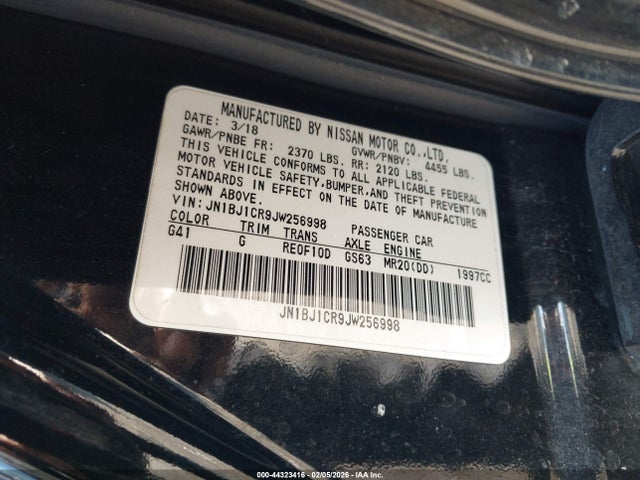 MANUFACTURED BY NISSAN MOTOR CO.,LTD.
DATE: 3/18 GVWR/PNBV: 4455 LBS.
GAWR/PNBE FR: 2370 LBS. RR: 2120 LBS.
THIS VEHICLE CONFORMS TO ALL APPLICABLE FEDERAL
MOTOR VEHICLE SAFETY,BUMPER,AND THEFT PREVENTION
STANDARDS IN EFFECT ON THE DATE OF MANUFACTURE
SHOWN ABOVE.
VIN: JN1BJ1CR9JW256998 PASSENGER CAR
COLOR TRIM TRANS AXLE ENGINE
G41 G RE0F10D GS63 MR20(DD) 1997CC
JN1BJ1CR9JW256998
000-44323416 - 02/05/2026 - IAA Inc.